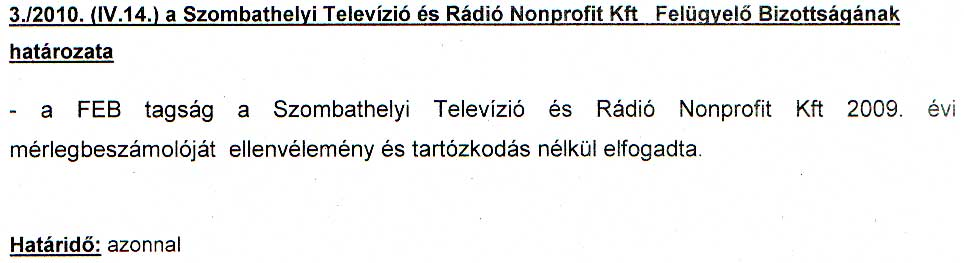 3./2010. (IV.14.) a Szombathelyi Televízió és Rádió Nonprofit Kft Felügyelő Bizottságának
határozata
- a FEB tagság a Szombathelyi Televízió és Rádió Nonprofit Kft 2009. évi
mérlegbeszámolóját ellenvélemény és tartózkodás nélkül elfogadta.
Határidő: azonnal